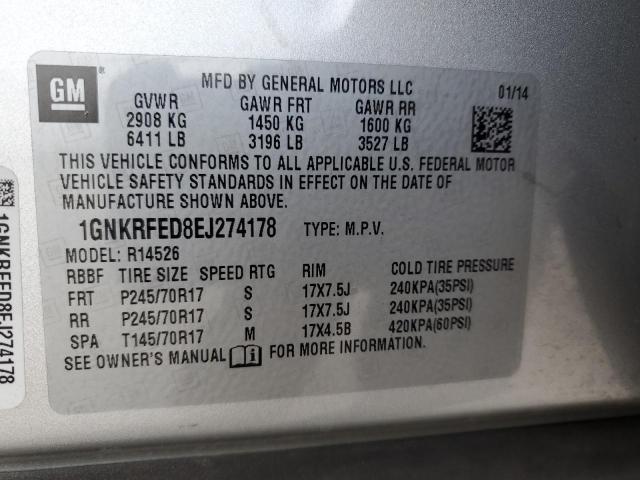 GM
MFD BY GENERAL MOTORS LLC 01/14
GVWR GAWR FRT GAWR RR
2908 KG 1450 KG 1600 KG
6411 LB 3196 LB 3527 LB
THIS VEHICLE CONFORMS TO ALL APPLICABLE U.S. FEDERAL MOTOR
VEHICLE SAFETY STANDARDS IN EFFECT ON THE DATE OF
MANUFACTURE SHOWN ABOVE.
1GNKRFED8EJ274178 TYPE: M.P.V.
MODEL: R14526
RBBF TIRE SIZE SPEED RTG RIM COLD TIRE PRESSURE
FRT P245/70R17 S 17X7.5J 240KPA(35PSI)
RR P245/70R17 S 17X7.5J 240KPA(35PSI)
SPA T145/70R17 M 17X4.5B 420KPA(60PSI)
SEE OWNER'S MANUAL FOR MORE INFORMATION.
1GNKRFED8EJ274178